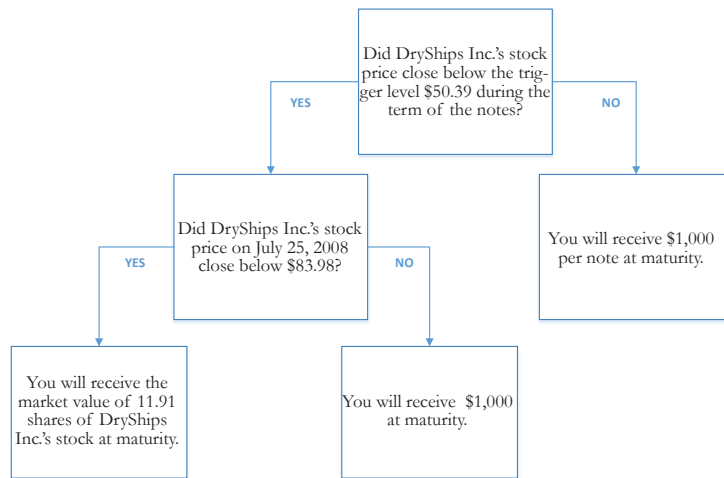 Did DryShips Inc.'s stock
price close below the trig-
ger level $50.39 during the
term of the notes?
YES
NO
Did DryShips Inc.'s stock
price on July 25, 2008
close below $83.98?
You will receive $1,000
per note at maturity.
YES
NO
You will receive the
market value of 11.91
shares of DryShips
Inc.'s stock at maturity.
You will receive $1,000
at maturity.